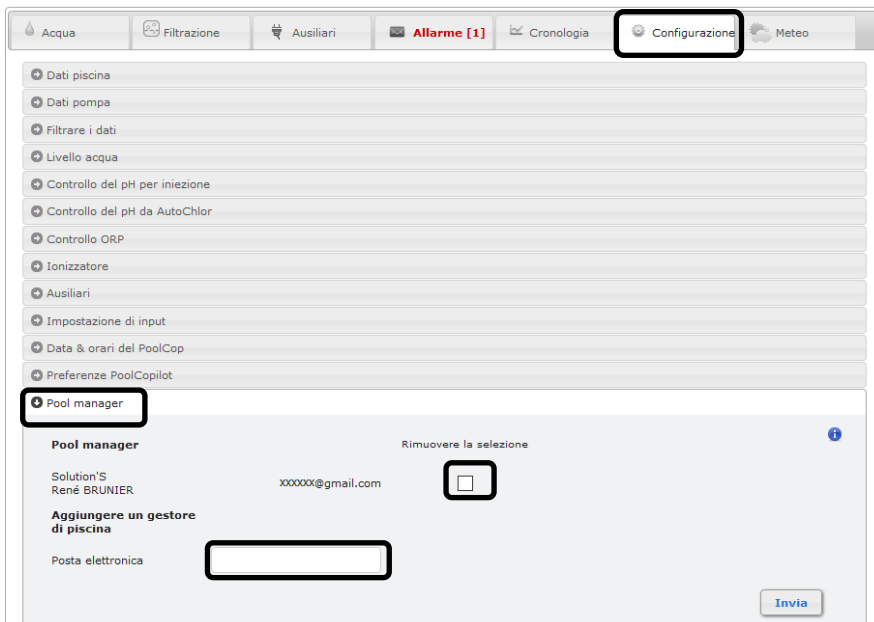 Acqua Filtrazione Ausiliari Allarme [1] Cronologia Configurazione Meteo
Dati piscina
Dati pompa
Filtrare i dati
Livello acqua
Controllo del pH per iniezione
Controllo del pH da AutoChlor
Controllo ORP
Ionizzatore
Ausiliari
Impostazione di input
Data & orari del PoolCop
Preferenze PoolCopilot
Pool manager
Pool manager Rimuovere la selezione
Solution'S
René BRUNIER xxxxxx@gmail.com
Aggiungere un gestore
di piscina
Posta elettronica
Invia